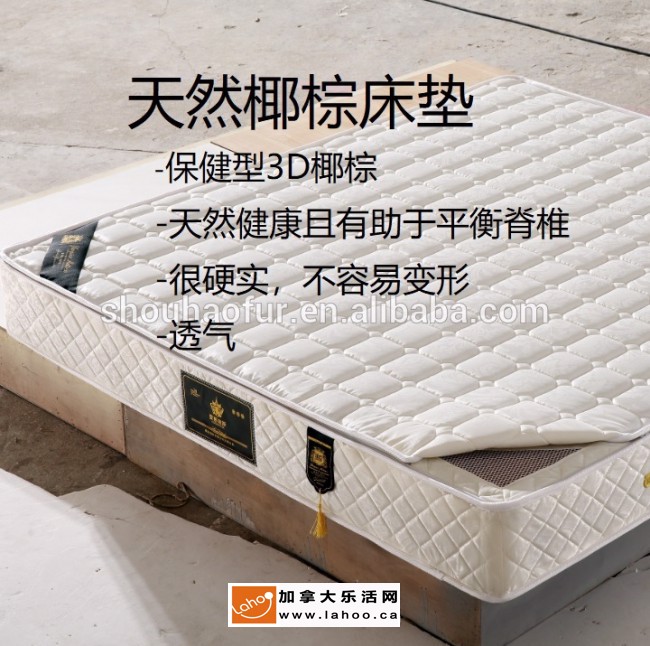 天然椰棕床垫
-保健型3D椰棕
-天然健康且有助于平衡脊椎
-很硬实，不容易变形
shouhaofur.en.alibaba.com
-透气
Lahoo
加拿大乐活网
www.lahoo.ca